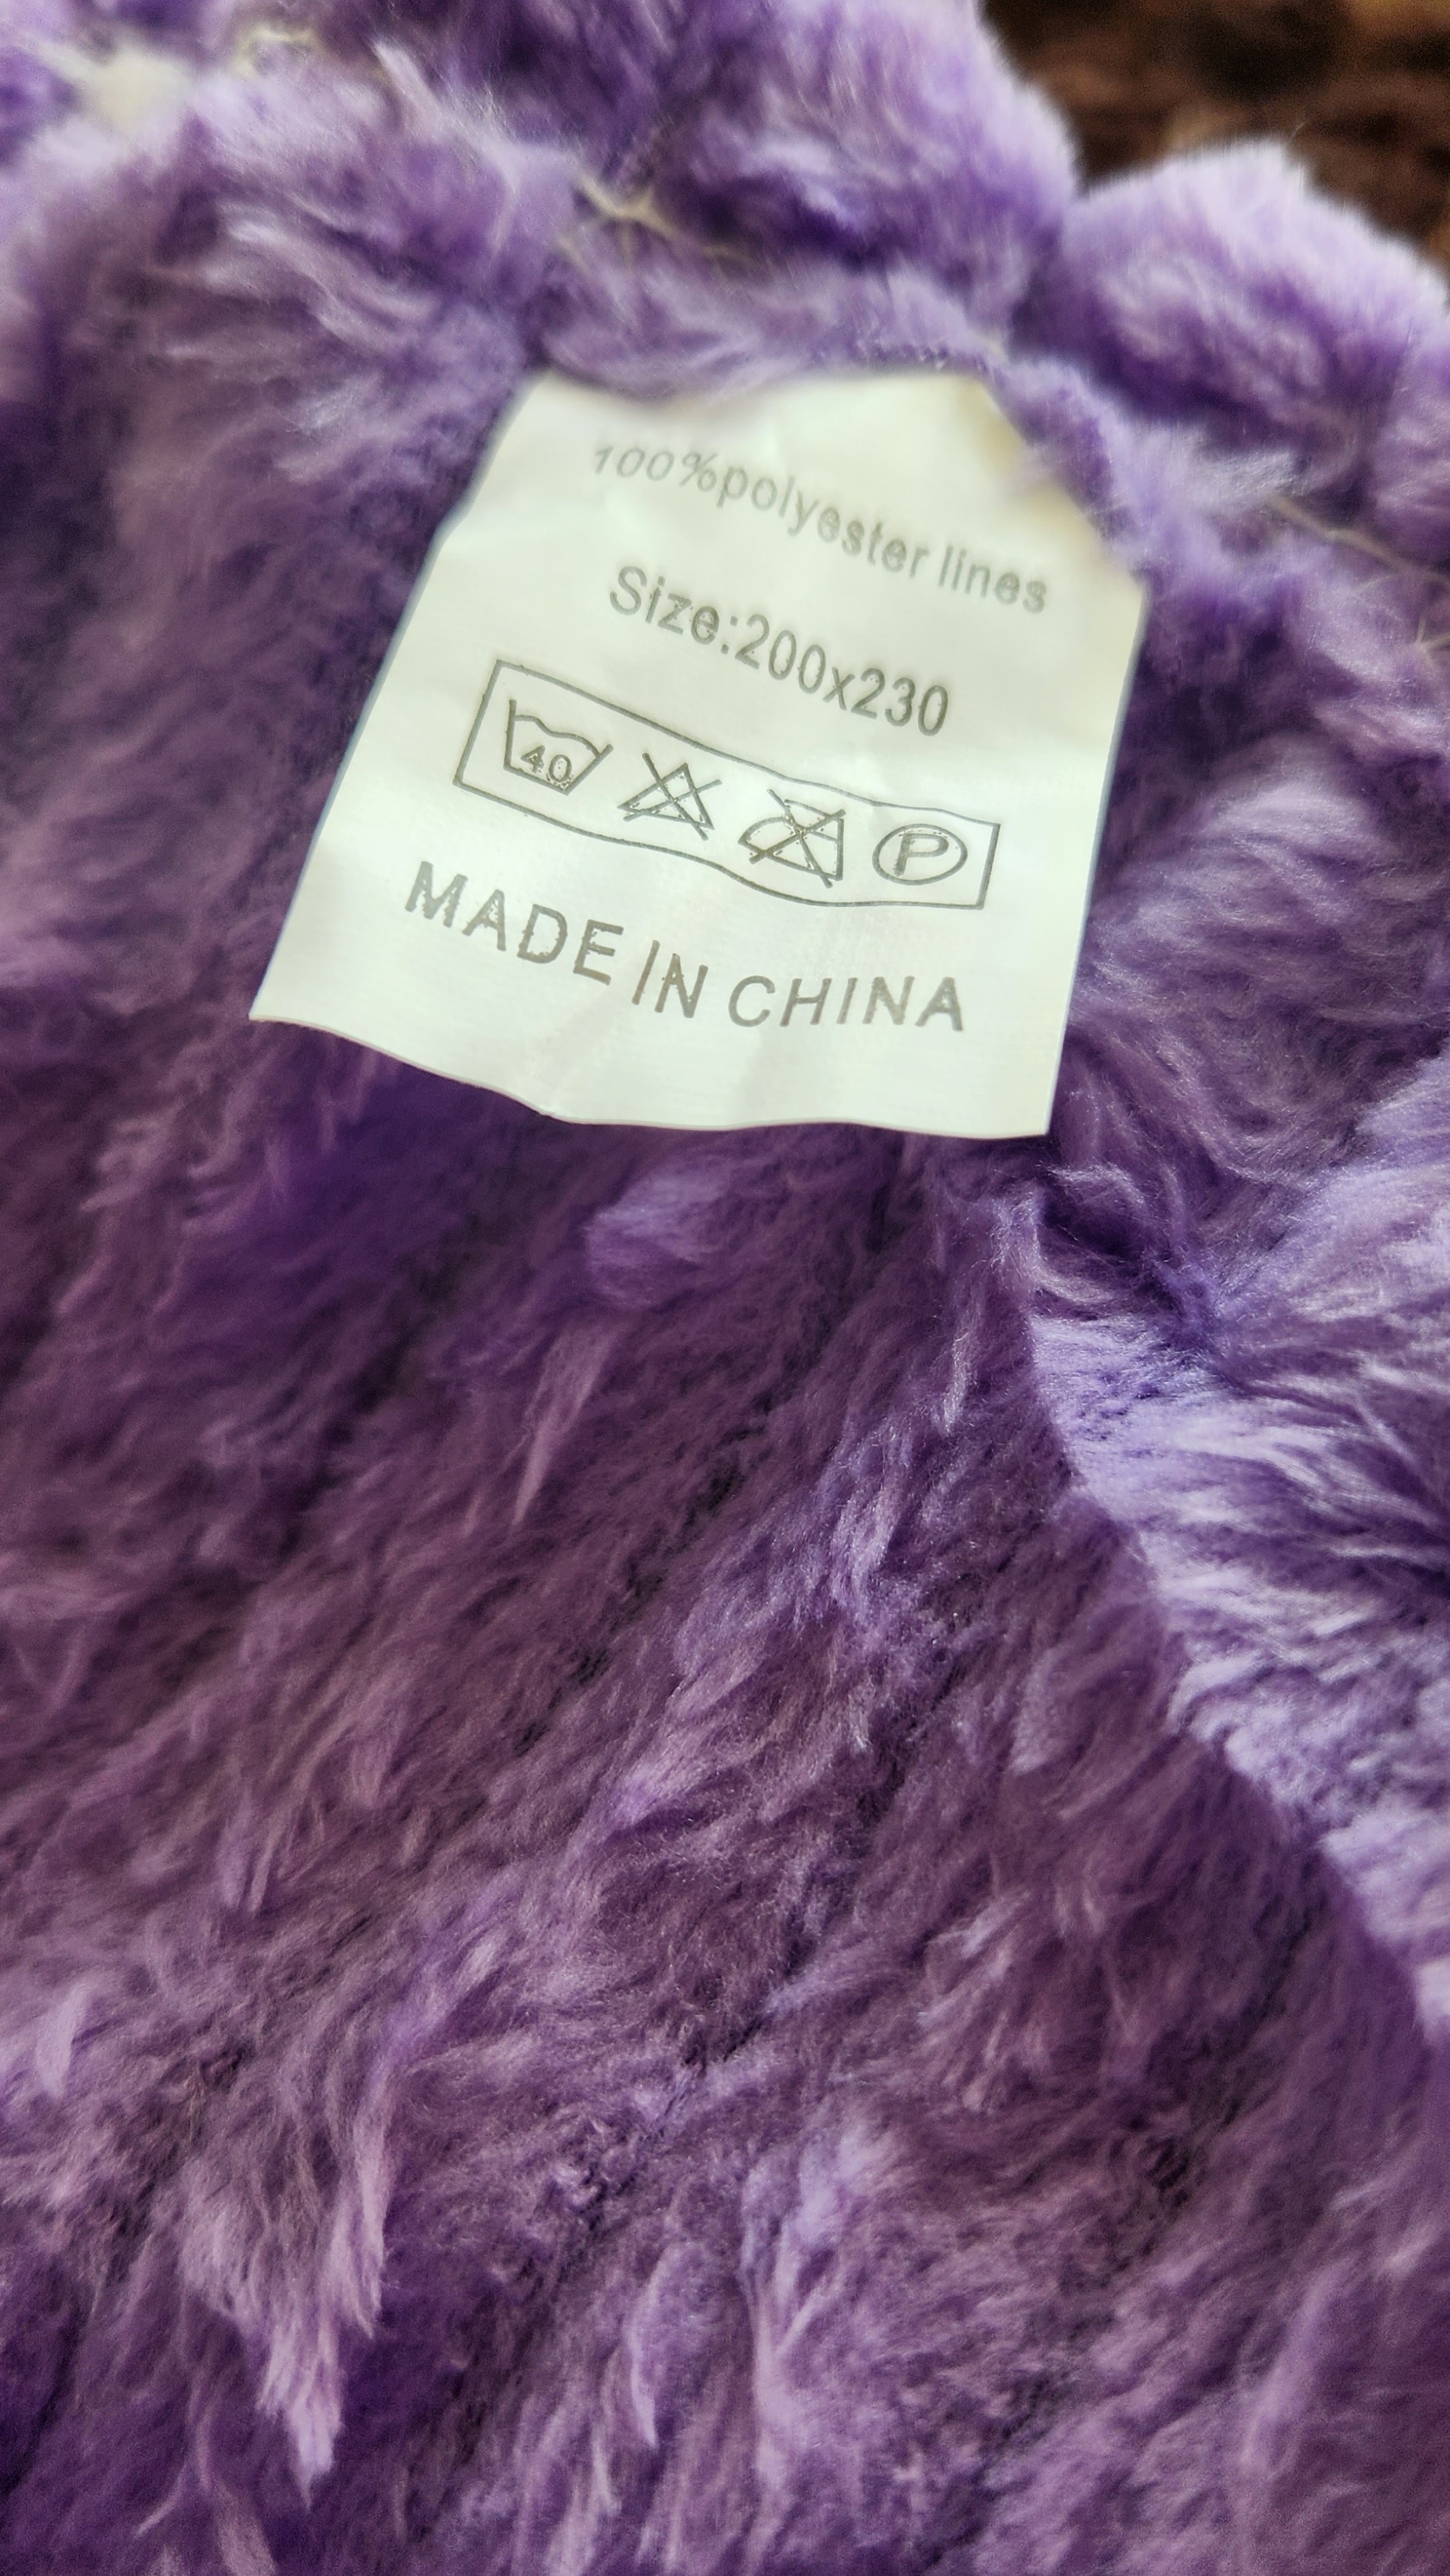 100%polyester lines
Size:200x230
40 P
MADE IN CHINA